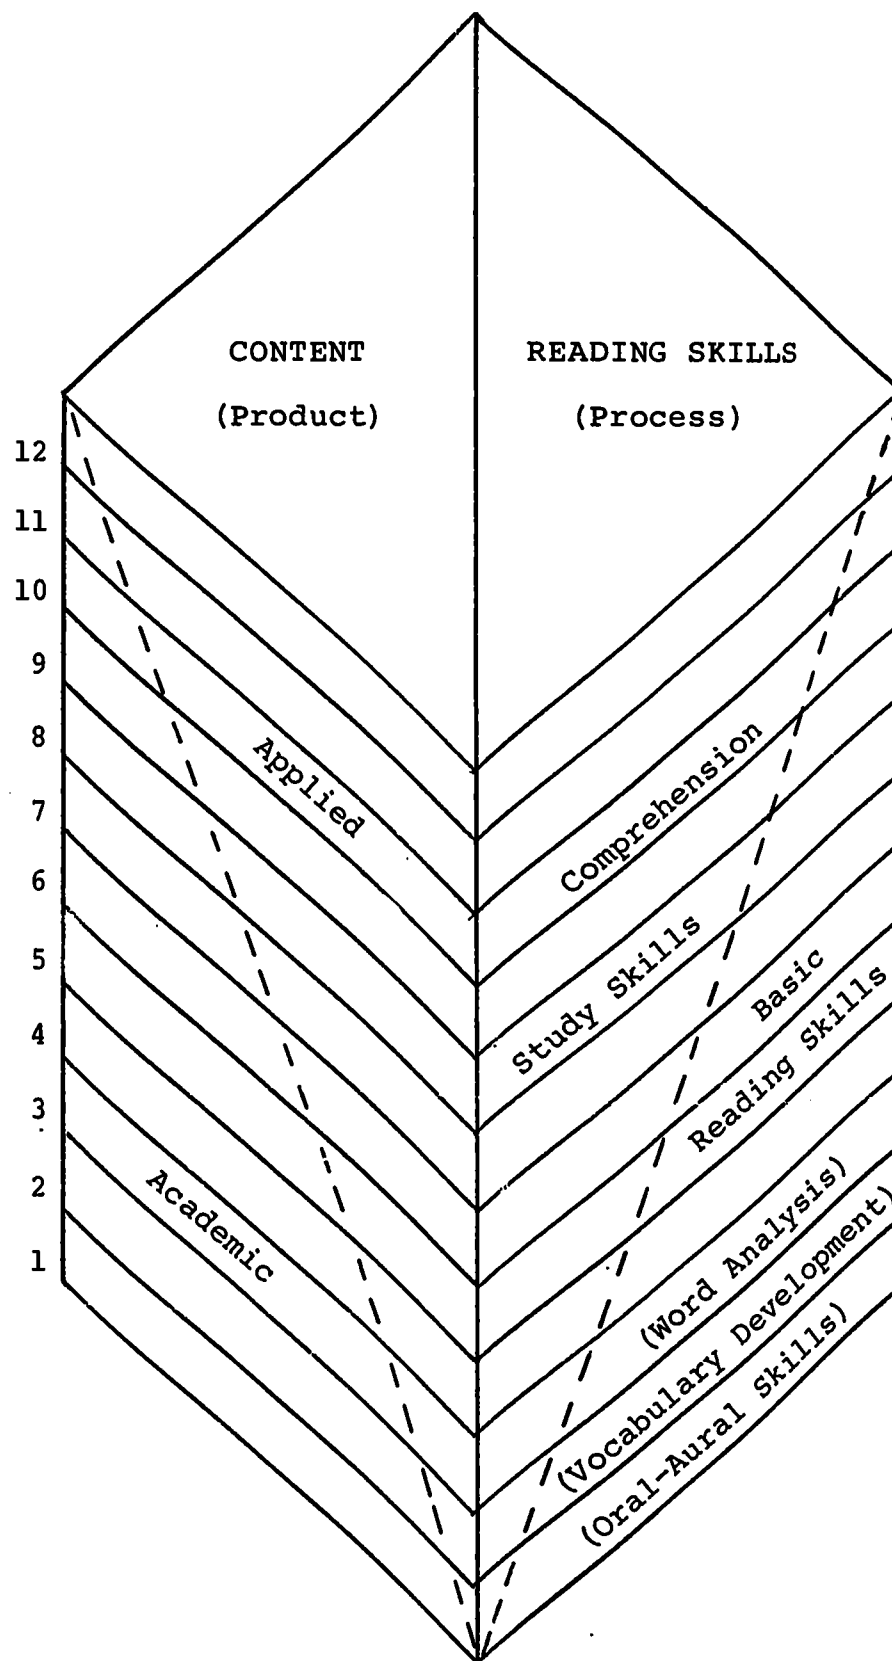 CONTENT
(Product)
READING SKILLS
(Process)
12
11
10
9
8
7
6
5
4
3
2
1
Applied
Academic
Comprehension
Study Skills
Basic
Reading Skills
(Word Analysis)
(Vocabulary Development)
(Oral-Aural Skills)